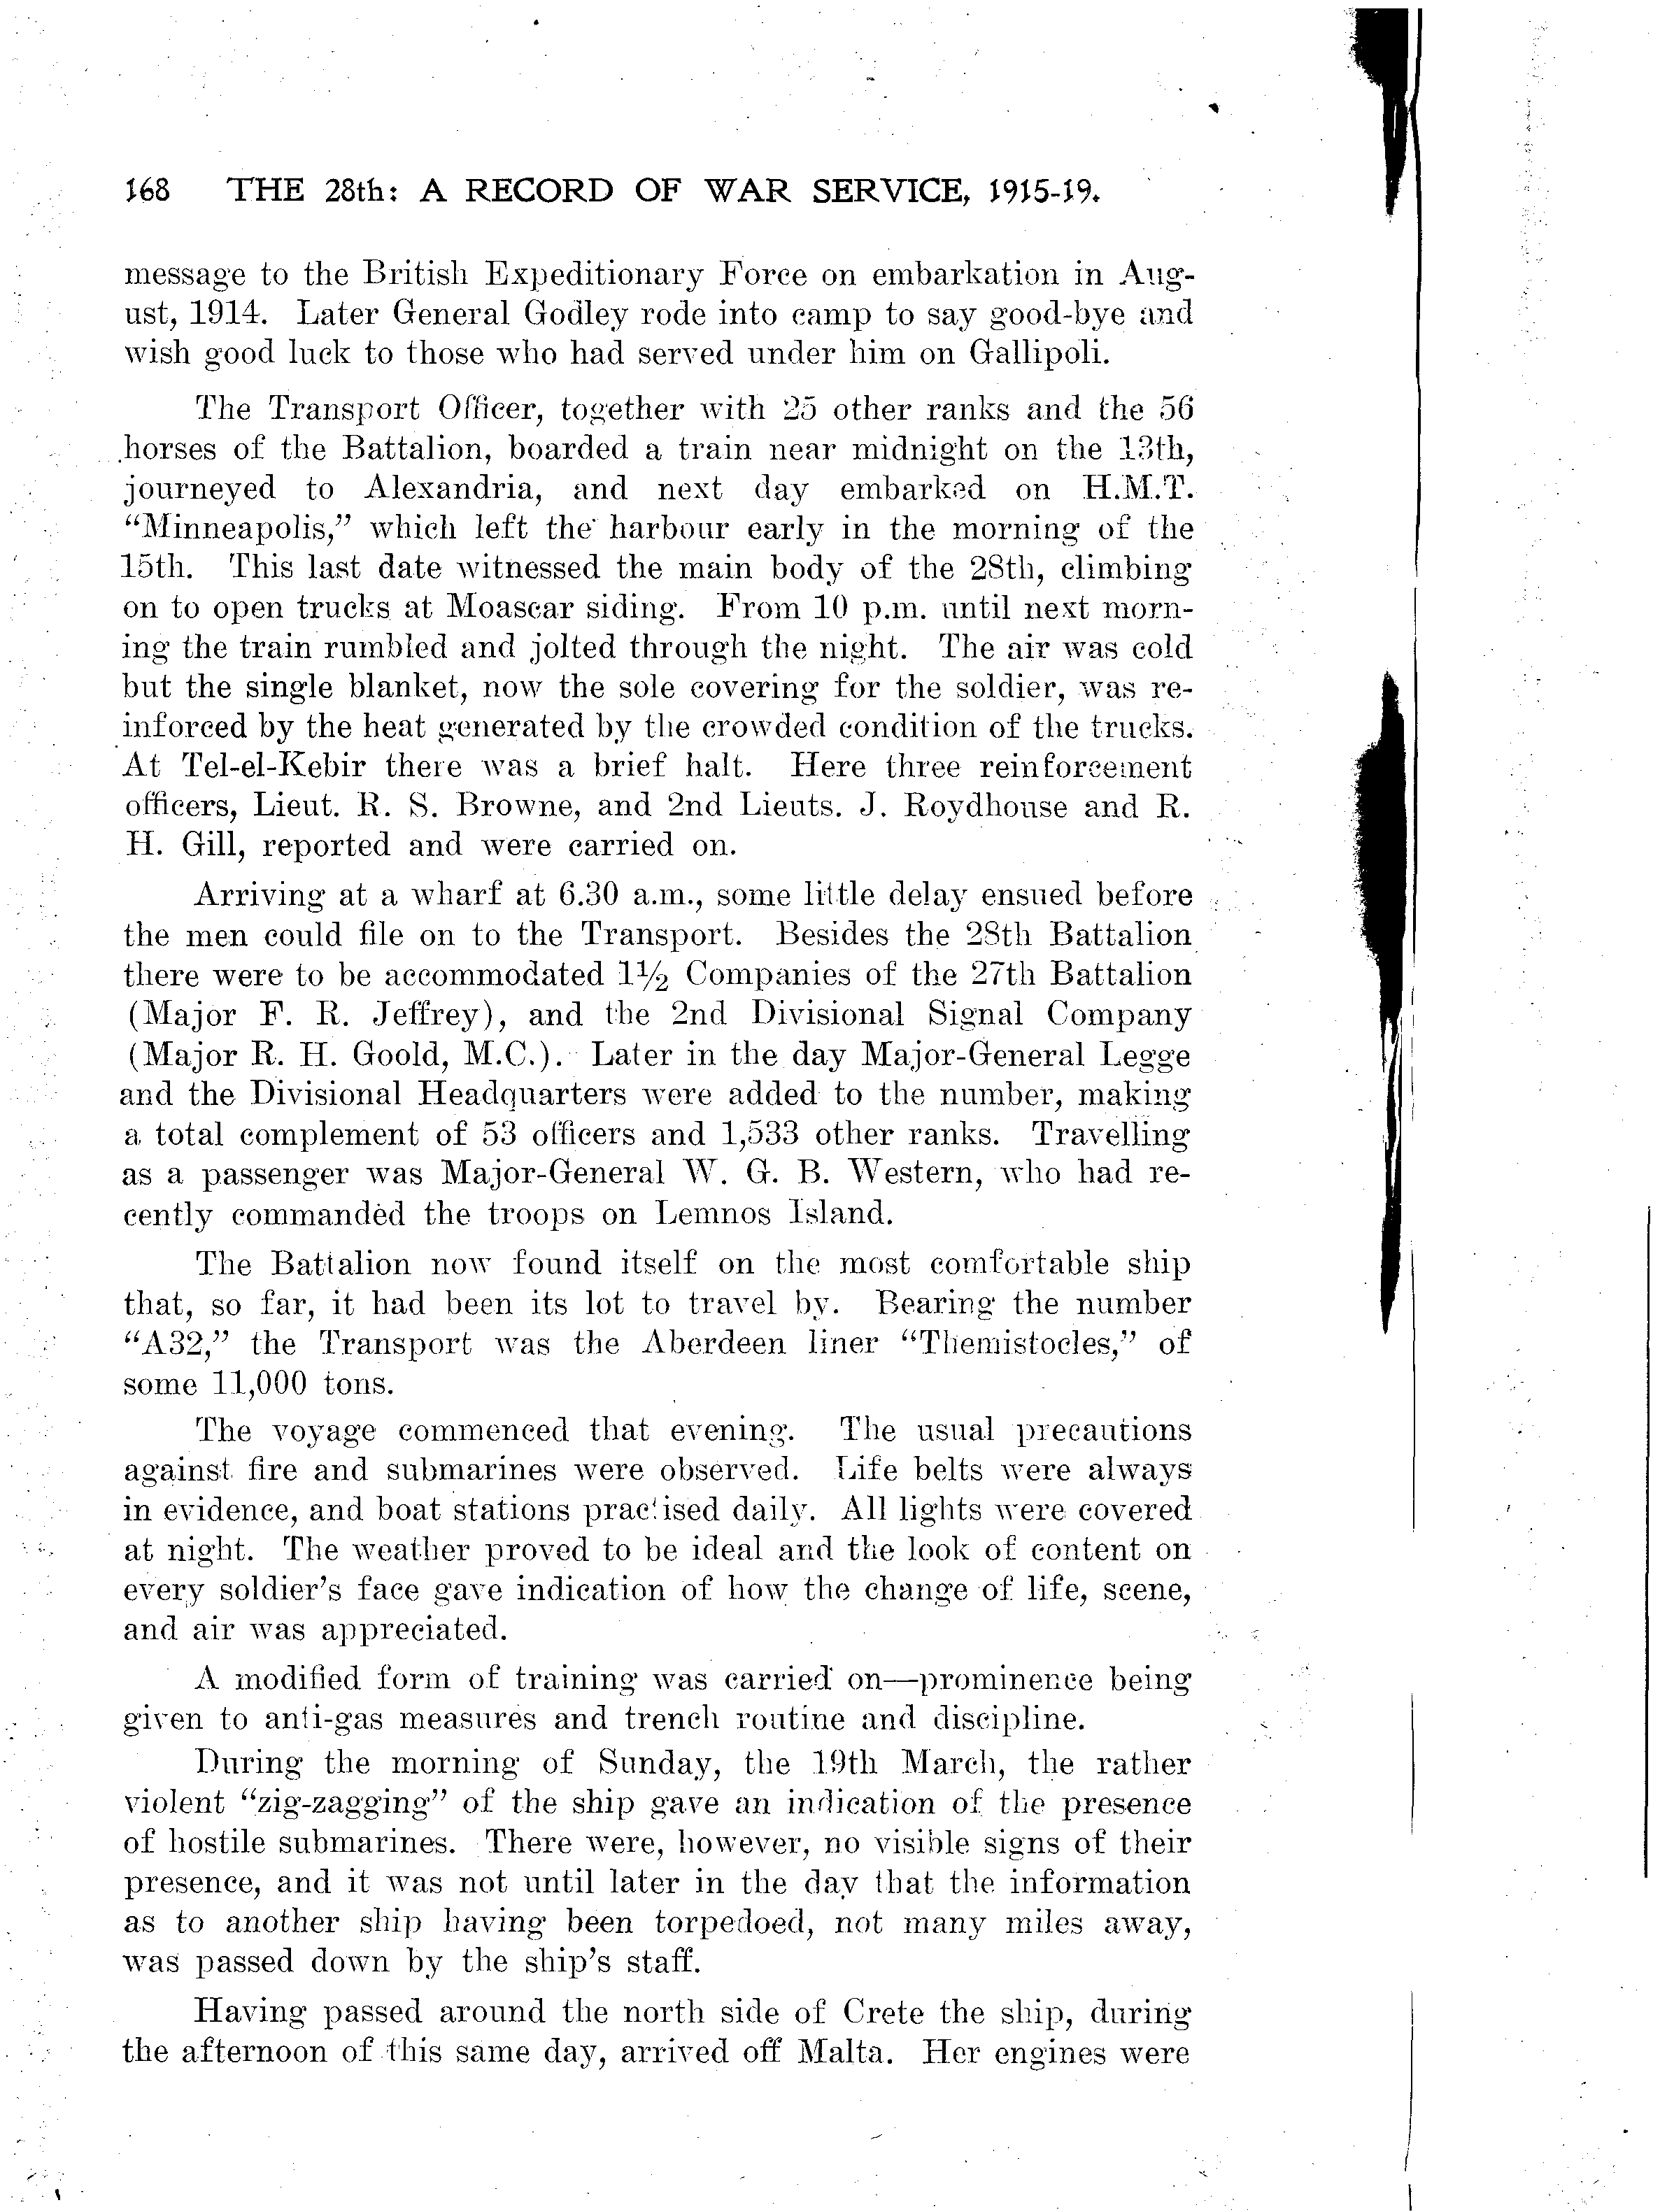 168 THE 28th: A RECORD OF WAR SERVICE, 1915-19.
message to the British Expeditionary Force on embarkation in Aug-
ust, 1914. Later General Godley rode into camp to say good-bye and
wish good luck to those who had served under him on Gallipoli.
The Transport Officer, together with 25 other ranks and the 56
horses of the Battalion, boarded a train near midnight on the 13th,
journeyed to Alexandria, and next day embarked on H.M.T.
“Minneapolis,” which left the harbour early in the morning of the
15th. This last date witnessed the main body of the 28th, climbing
on to open trucks at Moascar siding. From 10 p.m. until next morn-
ing the train rumbled and jolted through the night. The air was cold
but the single blanket, now the sole covering for the soldier, was re-
inforced by the heat generated by the crowded condition of the trucks.
At Tel-el-Kebir there was a brief halt. Here three reinforcement
officers, Lieut. R. S. Browne, and 2nd Lieuts. J. Roydhouse and R.
H. Gill, reported and were carried on.
Arriving at a wharf at 6.30 a.m., some little delay ensued before
the men could file on to the Transport. Besides the 28th Battalion
there were to be accommodated 1½ Companies of the 27th Battalion
(Major F. R. Jeffrey), and the 2nd Divisional Signal Company
(Major R. H. Goold, M.C.). Later in the day Major-General Legge
and the Divisional Headquarters were added to the number, making
a total complement of 53 officers and 1,533 other ranks. Travelling
as a passenger was Major-General W. G. B. Western, who had re-
cently commanded the troops on Lemnos Island.
The Battalion now found itself on the most comfortable ship
that, so far, it had been its lot to travel by. Bearing the number
“A32,” the Transport was the Aberdeen liner “Themistocles,” of
some 11,000 tons.
The voyage commenced that evening. The usual precautions
against fire and submarines were observed. Life belts were always
in evidence, and boat stations practised daily. All lights were covered
at night. The weather proved to be ideal and the look of content on
every soldier’s face gave indication of how the change of life, scene,
and air was appreciated.
A modified form of training was carried on—prominence being
given to anti-gas measures and trench routine and discipline.
During the morning of Sunday, the 19th March, the rather
violent “zig-zagging” of the ship gave an indication of the presence
of hostile submarines. There were, however, no visible signs of their
presence, and it was not until later in the day that the information
as to another ship having been torpedoed, not many miles away,
was passed down by the ship’s staff.
Having passed around the north side of Crete the ship, during
the afternoon of this same day, arrived off Malta. Her engines were